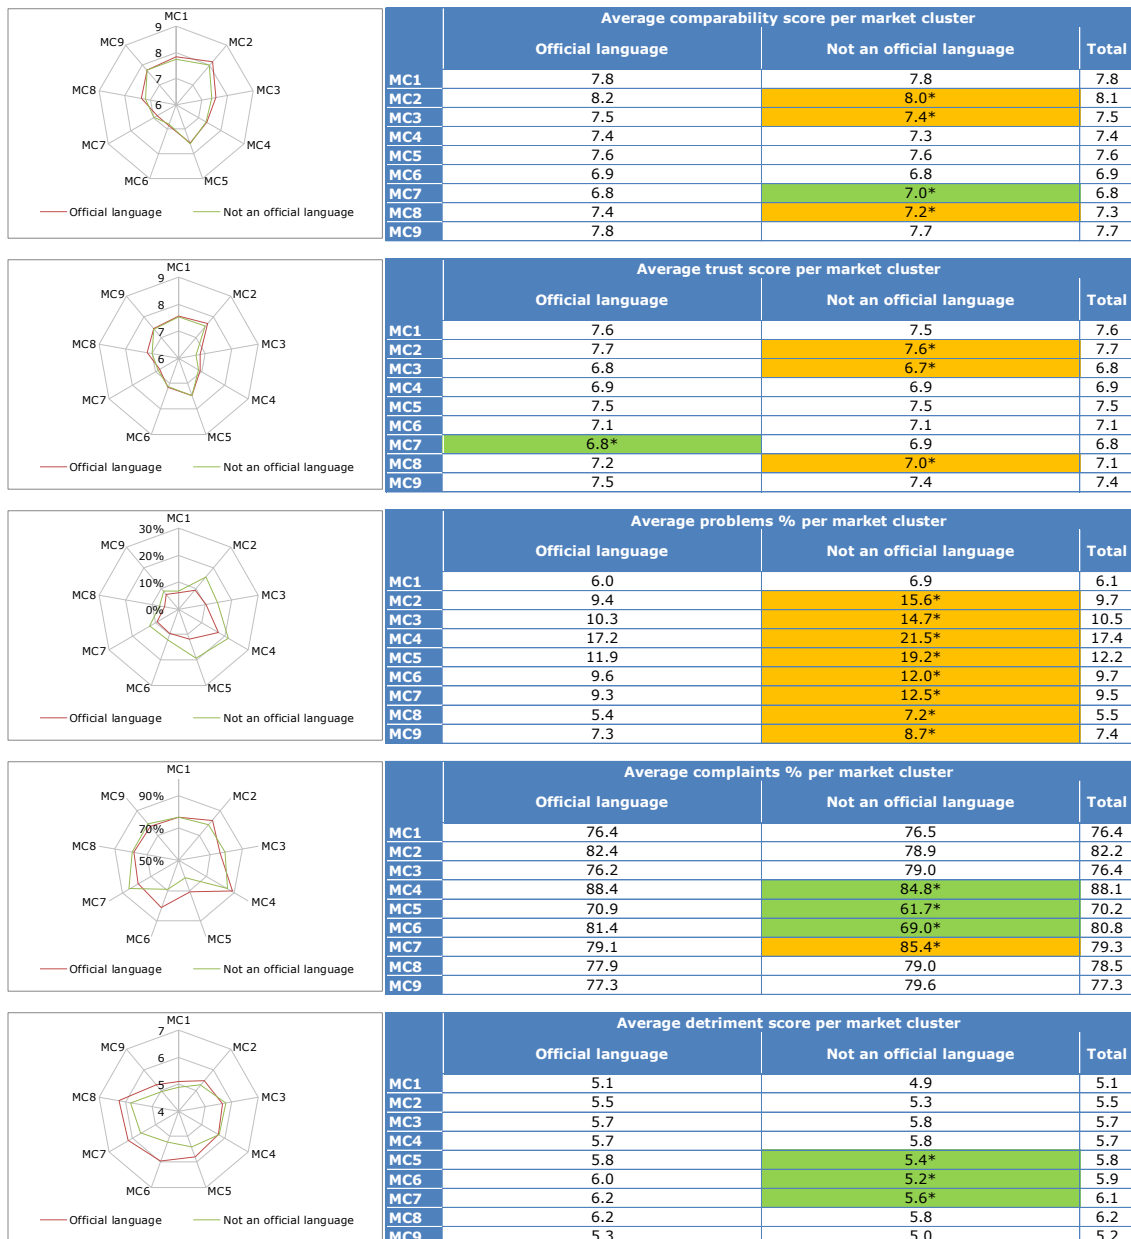 MC1
9
MC9
MC2
8
7
MC8
MC3
6
MC7
MC4
MC6
MC5
Official language
Not an official language
Average comparability score per market cluster
Official language Not an official language Total
MC1 7.8 7.8 7.8
MC2 8.2 8.0* 8.1
MC3 7.5 7.4* 7.5
MC4 7.4 7.3 7.4
MC5 7.6 7.6 7.6
MC6 6.9 6.8 6.9
MC7 6.8 7.0* 6.8
MC8 7.4 7.2* 7.3
MC9 7.8 7.7 7.7
MC1
9
MC9
MC2
8
7
MC8
MC3
6
MC7
MC4
MC6
MC5
Official language
Not an official language
Average trust score per market cluster
Official language Not an official language Total
MC1 7.6 7.5 7.6
MC2 7.7 7.6* 7.7
MC3 6.8 6.7* 6.8
MC4 6.9 6.9 6.9
MC5 7.5 7.5 7.5
MC6 7.1 7.1 7.1
MC7 6.8* 6.9 6.8
MC8 7.2 7.0* 7.1
MC9 7.5 7.4 7.4
MC1
30%
MC9
MC2
20%
10%
MC8
MC3
0%
MC7
MC4
MC6
MC5
Official language
Not an official language
Average problems % per market cluster
Official language Not an official language Total
MC1 6.0 6.9 6.1
MC2 9.4 15.6* 9.7
MC3 10.3 14.7* 10.5
MC4 17.2 21.5* 17.4
MC5 11.9 19.2* 12.2
MC6 9.6 12.0* 9.7
MC7 9.3 12.5* 9.5
MC8 5.4 7.2* 5.5
MC9 7.3 8.7* 7.4
MC1
MC9
90%
MC2
70%
MC8
MC3
50%
MC7
MC4
MC6
MC5
Official language
Not an official language
Average complaints % per market cluster
Official language Not an official language Total
MC1 76.4 76.5 76.4
MC2 82.4 78.9 82.2
MC3 76.2 79.0 76.4
MC4 88.4 84.8* 88.1
MC5 70.9 61.7* 70.2
MC6 81.4 69.0* 80.8
MC7 79.1 85.4* 79.3
MC8 77.9 79.0 78.5
MC9 77.3 79.6 77.3
MC1
7
MC9
MC2
6
5
MC8
MC3
4
MC7
MC4
MC6
MC5
Official language
Not an official language
Average detriment score per market cluster
Official language Not an official language Total
MC1 5.1 4.9 5.1
MC2 5.5 5.3 5.5
MC3 5.7 5.8 5.7
MC4 5.7 5.8 5.7
MC5 5.8 5.4* 5.8
MC6 6.0 5.2* 5.9
MC7 6.2 5.6* 6.1
MC8 6.2 5.8 6.2
MC9 5.3 5.0 5.2